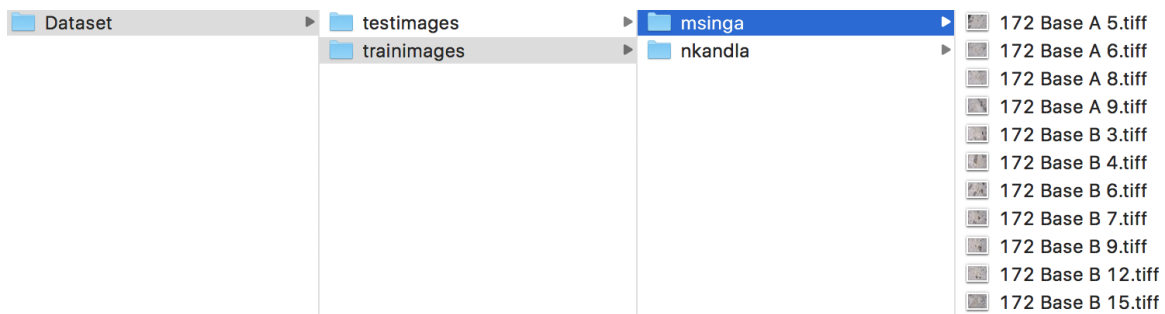 Dataset
testimages
trainimages
msinga
nkandla
172 Base A 5.tiff
172 Base A 6.tiff
172 Base A 8.tiff
172 Base A 9.tiff
172 Base B 3.tiff
172 Base B 4.tiff
172 Base B 6.tiff
172 Base B 7.tiff
172 Base B 9.tiff
172 Base B 12.tiff
172 Base B 15.tiff